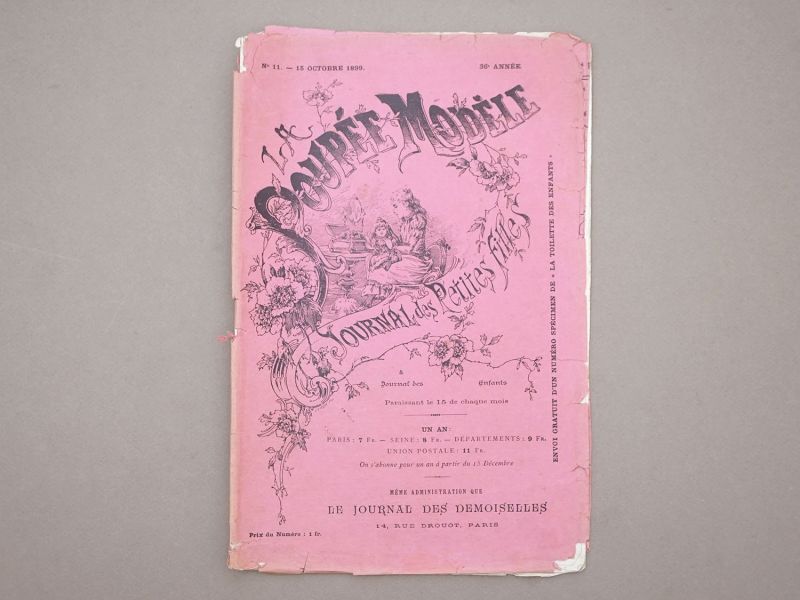 Nº 11. — 15 OCTOBRE 1899.
36e ANNÉE
LA
POUPÉE MODÈLE
JOURNAL des Petites filles
&
Journal des Enfants
Paraissant le 15 de chaque mois
UN AN:
PARIS : 7 Fr. — SEINE : 8 Fr. — DÉPARTEMENTS : 9 Fr.
UNION POSTALE : 11 Fr.
On s'abonne pour un an à partir du 15 Décembre
MÊME ADMINISTRATION QUE
LE JOURNAL DES DEMOISELLES
14, RUE DROUOT, PARIS
Prix du Numéro : 1 fr.
ENVOI GRATUIT D'UN NUMÉRO SPÉCIMEN DE « LA TOILETTE DES ENFANTS »